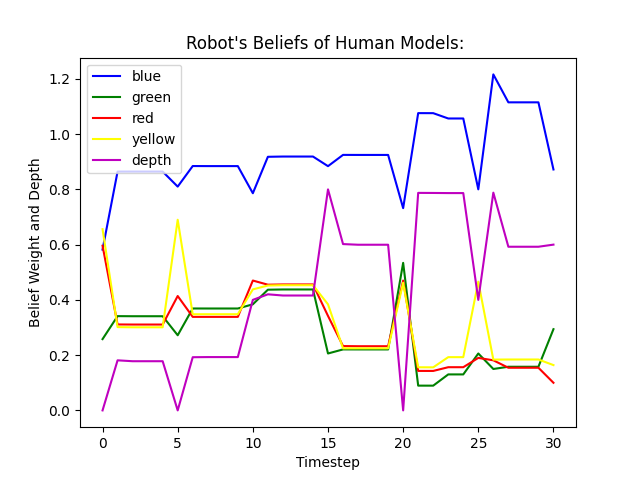 Robot's Beliefs of Human Models:
blue
green
red
yellow
depth
Belief Weight and Depth
1.2
1.0
0.8
0.6
0.4
0.2
0.0
0 5 10 15 20 25 30
Timestep